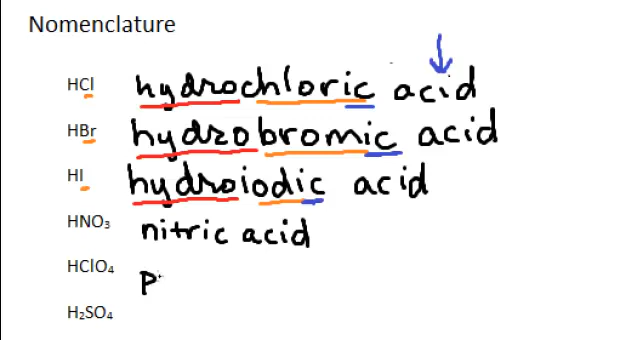 Nomenclature
HCl hydrochloric acid
HBr hydrobromic acid
HI hydroiodic acid
HNO₃ nitric acid
HClO₄ P
H₂SO₄